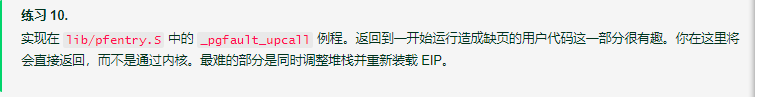 练习 10.
实现在 lib/pfentry.S 中的 _pgfault_upcall 例程。返回到一开始运行造成缺页的用户代码这一部分很有趣。你在这里将
会直接返回，而不是通过内核。最难的部分是同时调整堆栈并重新装载 EIP。